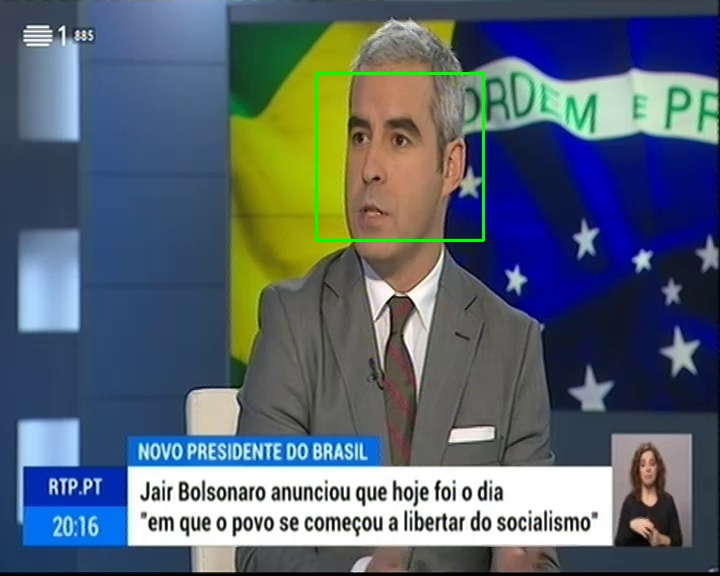 1 885
ORDEM E PR
NOVO PRESIDENTE DO BRASIL
RTP.PT
20:16
Jair Bolsonaro anunciou que hoje foi o dia
"em que o povo se começou a libertar do socialismo"